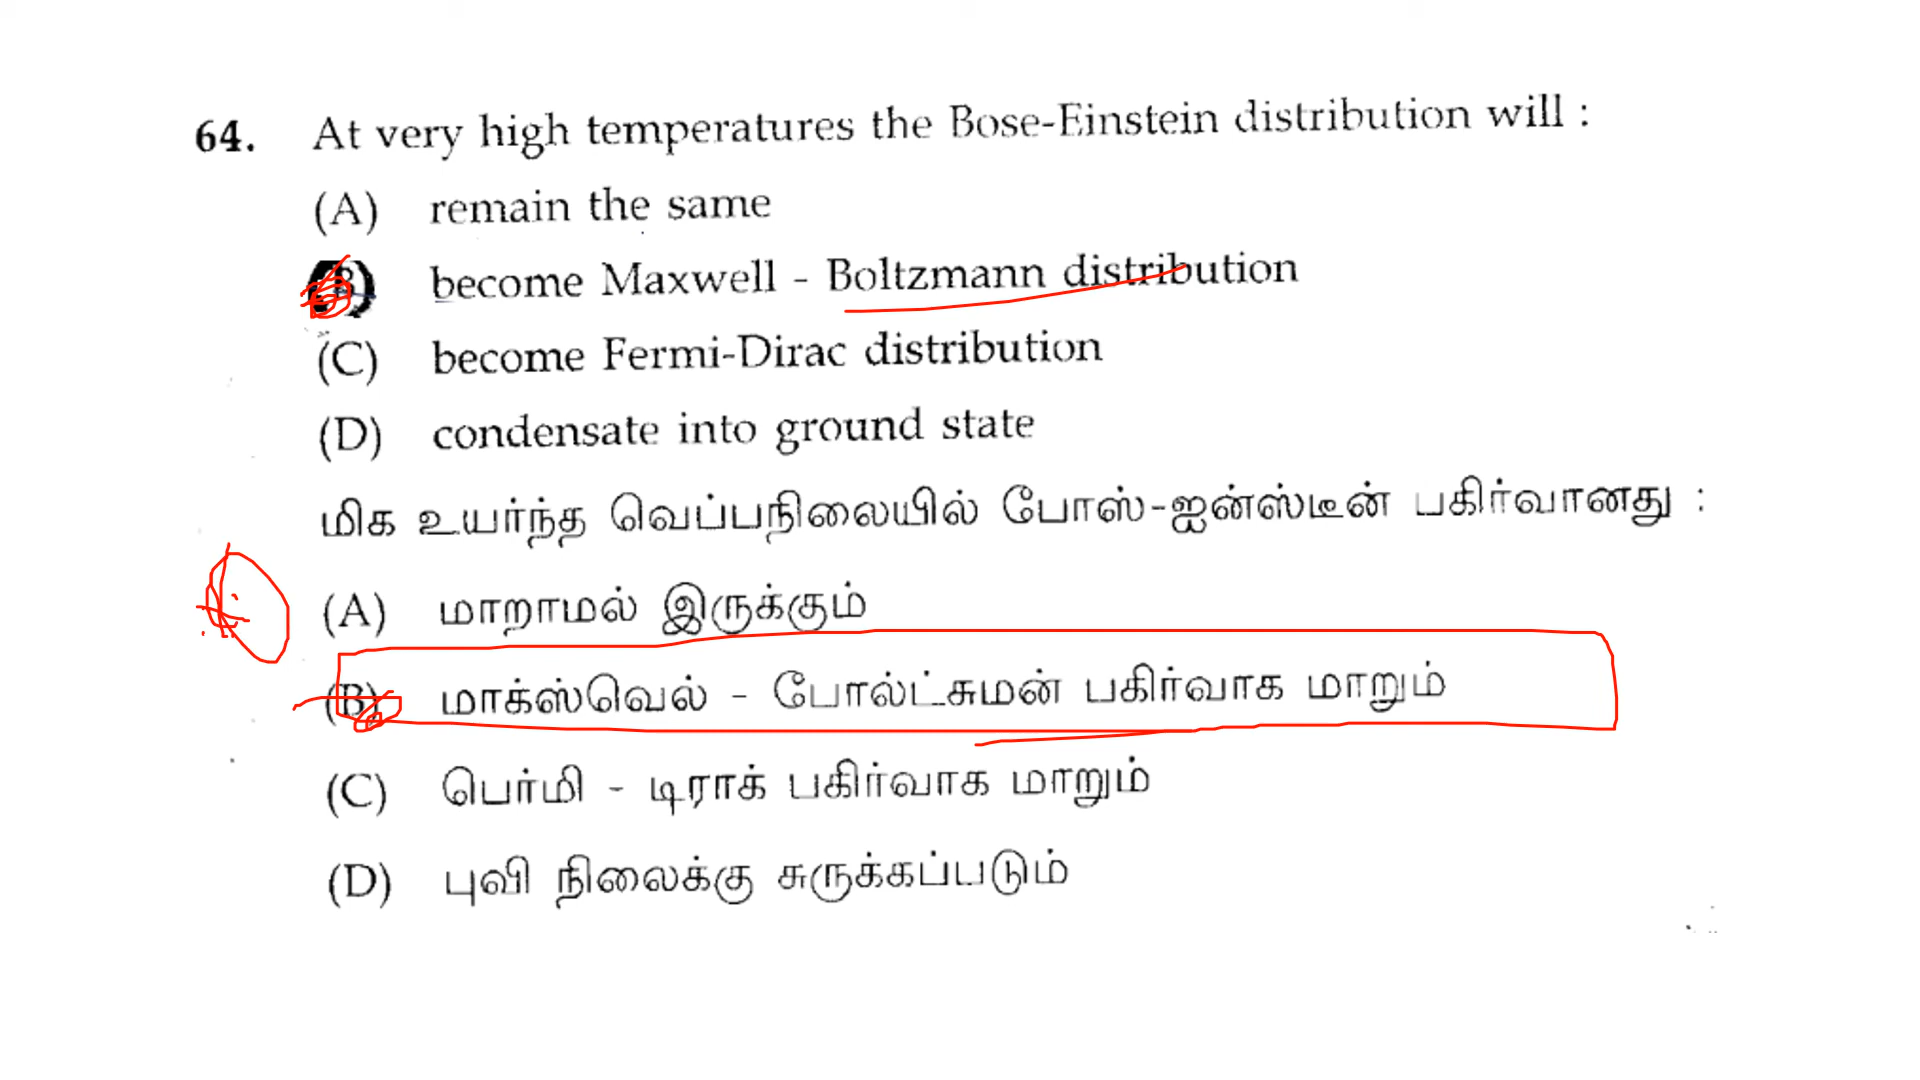 64. At very high temperatures the Bose-Einstein distribution will :
(A) remain the same
(B) become Maxwell - Boltzmann distribution
(C) become Fermi-Dirac distribution
(D) condensate into ground state
மிக உயர்ந்த வெப்பநிலையில் போஸ்-ஐன்ஸ்டீன் பகிர்வானது :
(A) மாறாமல் இருக்கும்
(B) மாக்ஸ்வெல் - போல்ட்சுமன் பகிர்வாக மாறும்
(C) பெர்மி - டிராக் பகிர்வாக மாறும்
(D) புவி நிலைக்கு சுருக்கப்படும்